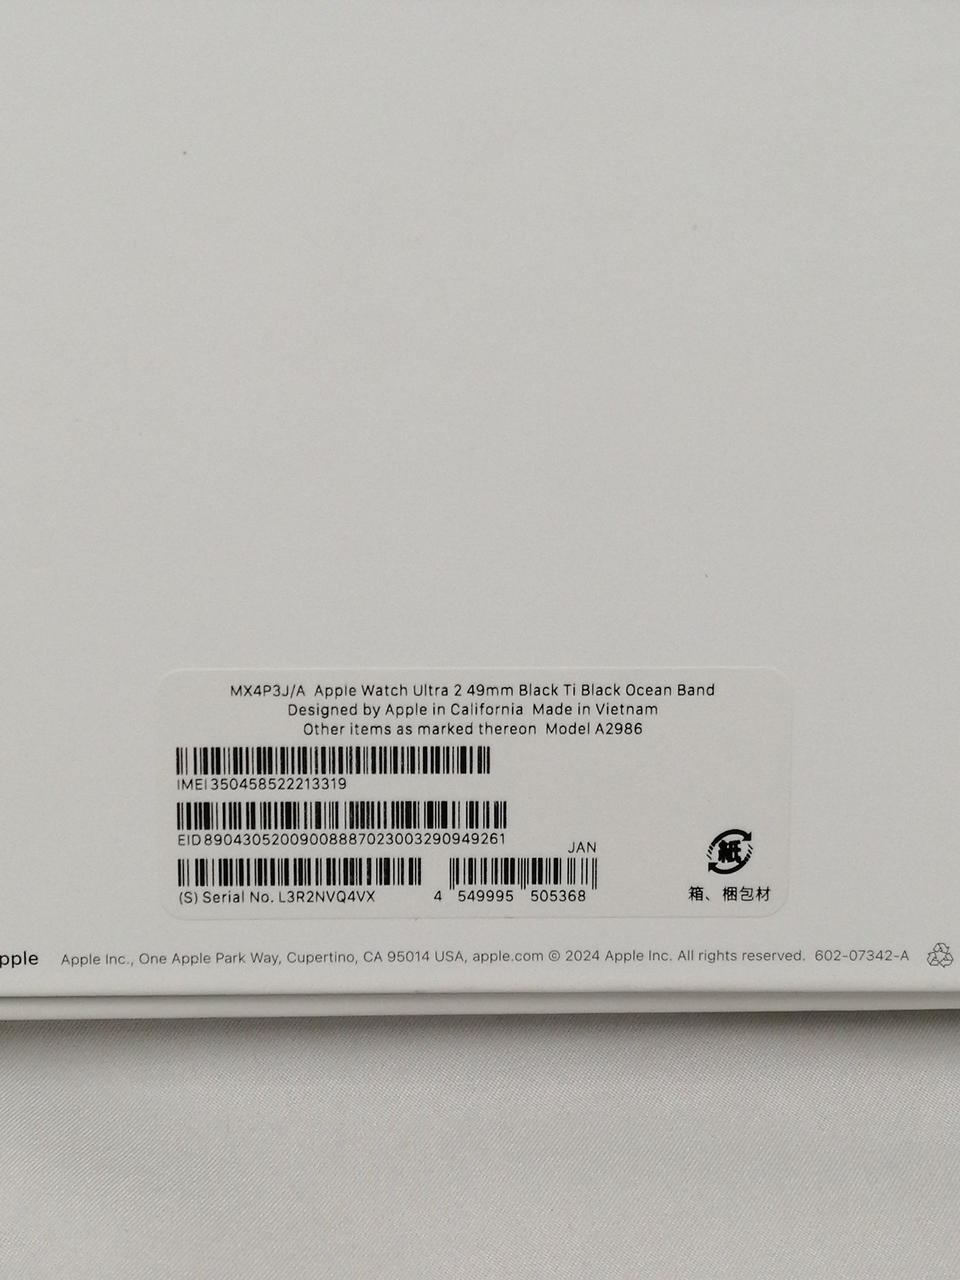 MX4P3J/A Apple Watch Ultra 2 49mm Black Ti Black Ocean Band
Designed by Apple in California Made in Vietnam
Other items as marked thereon Model A2986
IMEI 350458522213319
EID 89043052009008887023003290949261
JAN
(S) Serial No. L3R2NVQ4VX
4 549995 505368
紙
箱、梱包材
pple Apple Inc., One Apple Park Way, Cupertino, CA 95014 USA, apple.com © 2024 Apple Inc. All rights reserved. 602-07342-A